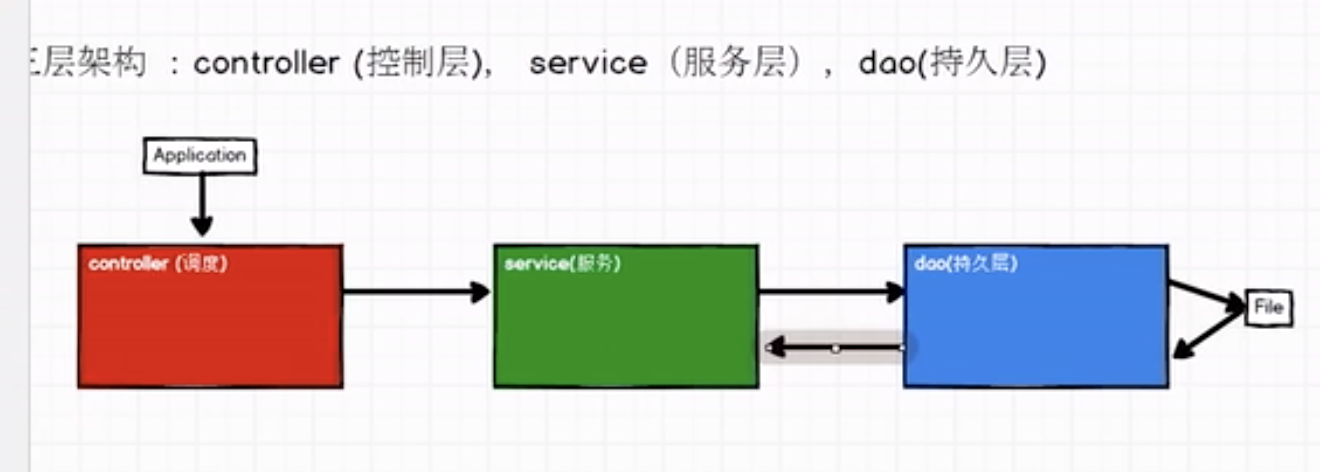 三层架构 : controller (控制层), service（服务层）, dao(持久层)
Application
controller (调度)
service(服务)
dao(持久层)
File